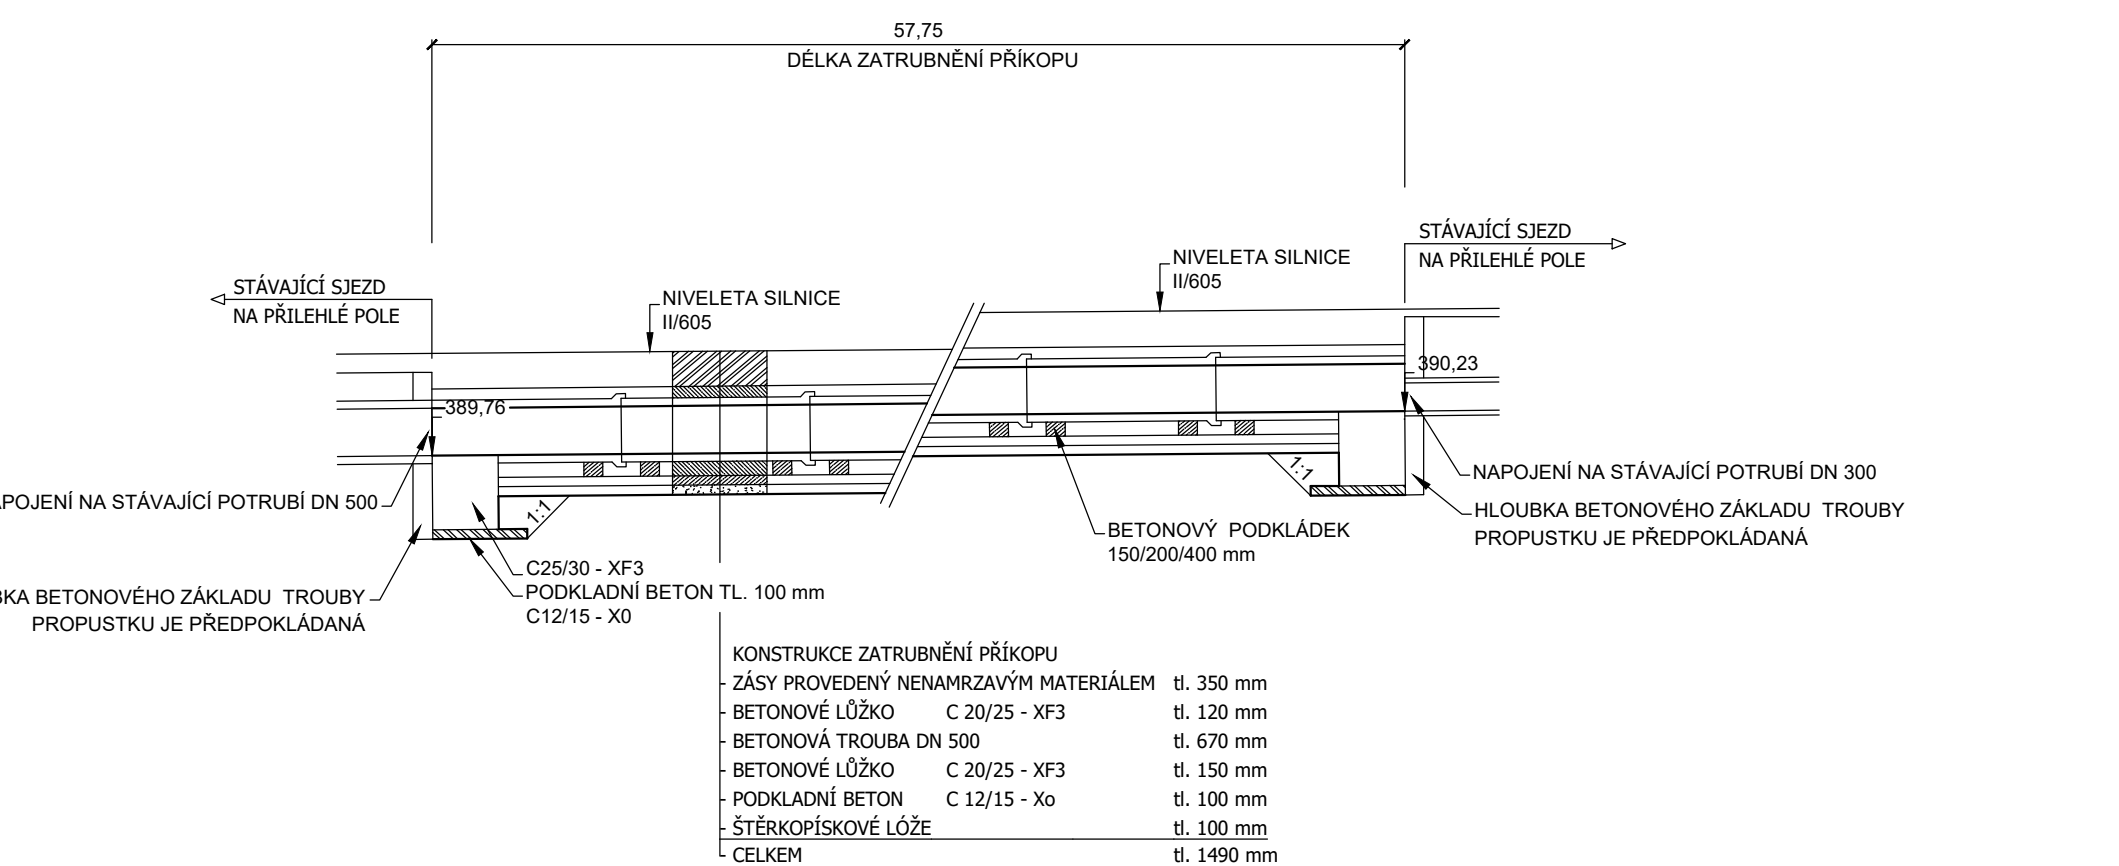 57,75
DÉLKA ZATRUBNĚNÍ PŘÍKOPU
STÁVAJÍCÍ SJEZD
NA PŘILEHLÉ POLE
NIVELETA SILNICE
II/605
STÁVAJÍCÍ SJEZD
NA PŘILEHLÉ POLE
NIVELETA SILNICE
II/605
390,23
389,76
NA STÁVAJÍCÍ POTRUBÍ DN 500
1:1
1:1
NAPOJENÍ NA STÁVAJÍCÍ POTRUBÍ DN 300
HLOUBKA BETONOVÉHO ZÁKLADU TROUBY
PROPUSTKU JE PŘEDPOKLÁDANÁ
BETONOVÝ PODKLÁDEK
150/200/400 mm
C25/30 - XF3
PODKLADNÍ BETON TL. 100 mm
C12/15 - X0
BETONOVÉHO ZÁKLADU TROUBY
PROPUSTKU JE PŘEDPOKLÁDANÁ
KONSTRUKCE ZATRUBNĚNÍ PŘÍKOPU
- ZÁSY PROVEDENÝ NENAMRZAVÝM MATERIÁLEM tl. 350 mm
- BETONOVÉ LŮŽKO C 20/25 - XF3 tl. 120 mm
- BETONOVÁ TROUBA DN 500 tl. 670 mm
- BETONOVÉ LŮŽKO C 20/25 - XF3 tl. 150 mm
- PODKLADNÍ BETON C 12/15 - Xo tl. 100 mm
- ŠTĚRKOPÍSKOVÉ LÓŽE tl. 100 mm
- CELKEM tl. 1490 mm